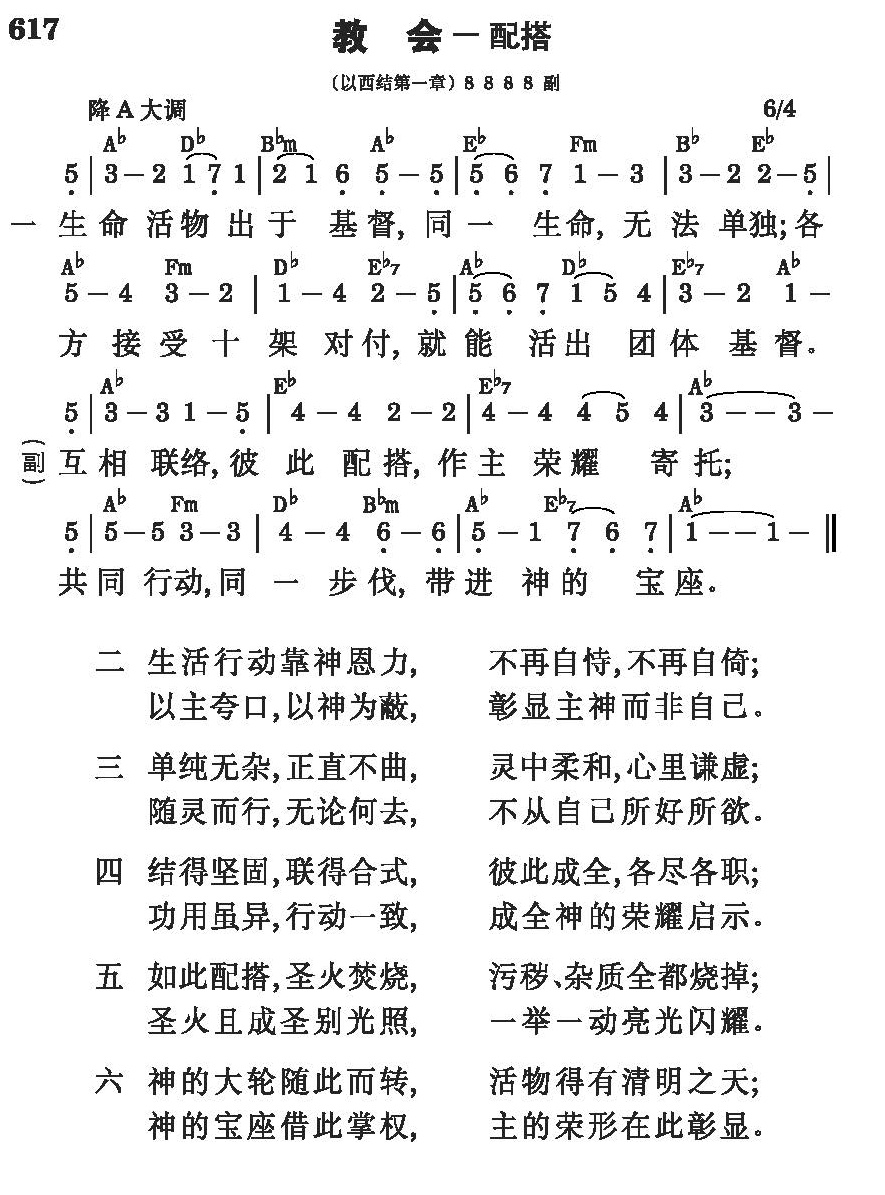 617
教 会 — 配搭
（以西结第一章）8 8 8 8 副
降 A 大调 6/4
A♭ D♭ B♭m A♭ E♭ Fm B♭ E♭
5 | 3 – 2 1 7 1 | 2 1 6 5 – 5 | 5 6 7 1 – 3 | 3 – 2 2 – 5 |
一 生命活物出于基督, 同一生命, 无法单独; 各
A♭ Fm D♭ E♭7 A♭ D♭ E♭7 A♭
5 – 4 3 – 2 | 1 – 4 2 – 5 | 5 6 7 1 5 4 | 3 – 2 1 –
方接受十架对付, 就能活出团体基督。
A♭ E♭ E♭7 A♭
5 | 3 – 3 1 – 5 | 4 – 4 2 – 2 | 4 – 4 4 5 4 | 3 – – 3 –
（副） 互相联络, 彼此配搭, 作主荣耀寄托;
A♭ Fm D♭ B♭m A♭ E♭7 A♭
5 | 5 – 5 3 – 3 | 4 – 4 6 – 6 | 5 – 1 7 6 7 | 1 – – 1 – ‖
共同行动, 同一步伐, 带进神的宝座。
二 生活行动靠神恩力, 不再自恃, 不再自倚;
以主夸口, 以神为蔽, 彰显主神而非自己。
三 单纯无杂, 正直不曲, 灵中柔和, 心里谦虚;
随灵而行, 无论何去, 不从自己所好所欲。
四 结得坚固, 联得合式, 彼此成全, 各尽各职;
功用虽异, 行动一致, 成全神的荣耀启示。
五 如此配搭, 圣火焚烧, 污秽、杂质全都烧掉;
圣火且成圣别光照, 一举一动亮光闪耀。
六 神的大轮随此而转, 活物得有清明之天;
神的宝座借此掌权, 主的荣形在此彰显。